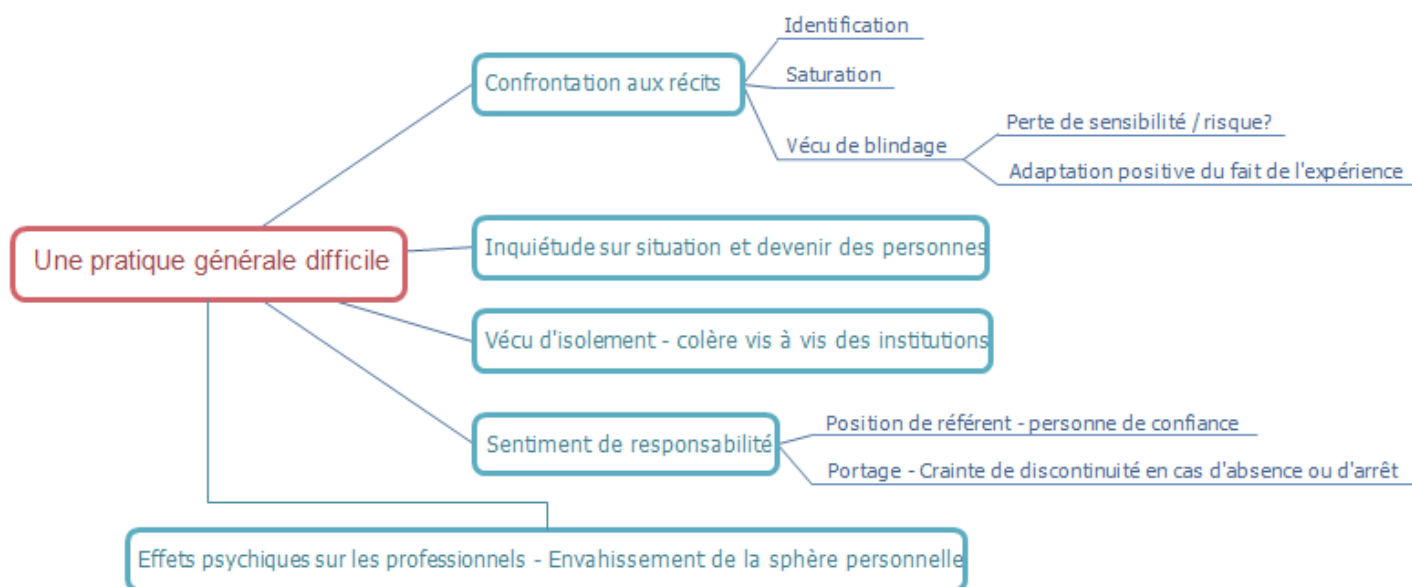 Identification
Confrontation aux récits
Saturation
Vécu de blindage
Perte de sensibilité / risque?
Adaptation positive du fait de l'expérience
Une pratique générale difficile
Inquiétude sur situation et devenir des personnes
Vécu d'isolement - colère vis à vis des institutions
Sentiment de responsabilité
Position de référent - personne de confiance
Portage - Crainte de discontinuité en cas d'absence ou d'arrêt
Effets psychiques sur les professionnels - Envahissement de la sphère personnelle